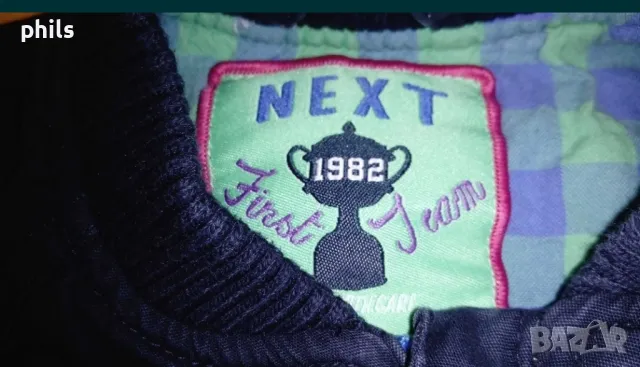 phils
NEXT
1982
First Team
BAZAR